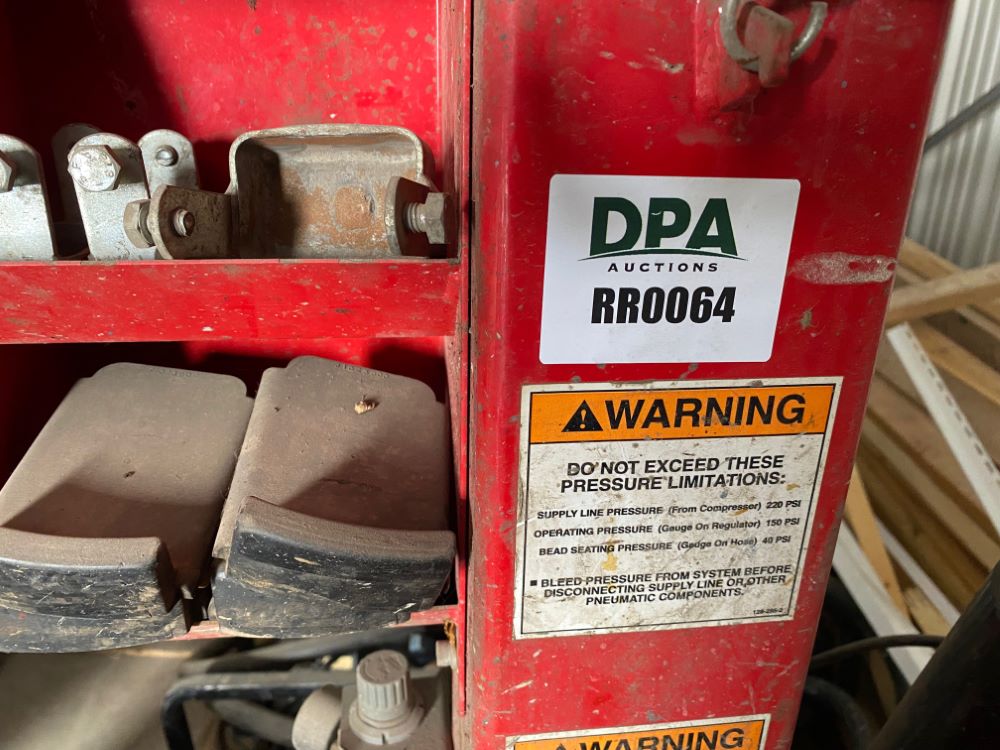 DPA
AUCTIONS
RR0064
WARNING
DO NOT EXCEED THESE
PRESSURE LIMITATIONS:
SUPPLY LINE PRESSURE (From Compressor) 220 PSI
OPERATING PRESSURE (Gauge On Regulator) 150 PSI
BEAD SEATING PRESSURE (Gadge On Hose) 40 PSI
■ BLEED PRESSURE FROM SYSTEM BEFORE
DISCONNECTING SUPPLY LINE OR OTHER
PNEUMATIC COMPONENTS.
WARNING